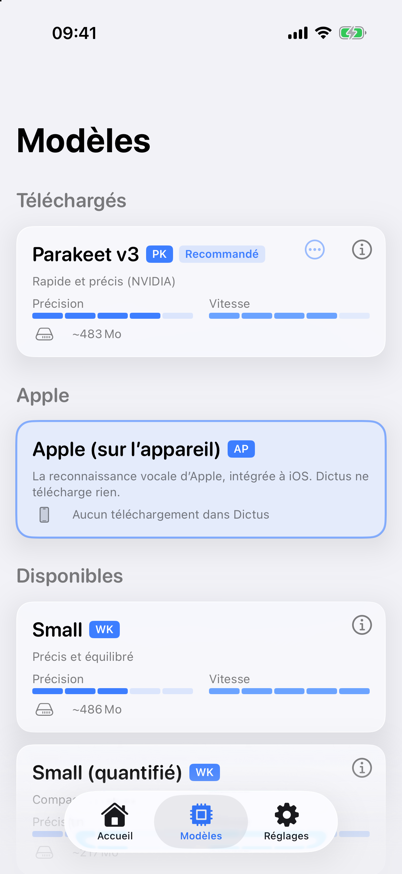 09:41
Modèles
Téléchargés
Parakeet v3 PK Recommandé
Rapide et précis (NVIDIA)
Précision Vitesse
~483 Mo
Apple
Apple (sur l’appareil) AP
La reconnaissance vocale d’Apple, intégrée à iOS. Dictus ne
télécharge rien.
Aucun téléchargement dans Dictus
Disponibles
Small WK
Précis et équilibré
Précision Vitesse
~486 Mo
Small (quantifié) WK
Accueil Modèles Réglages